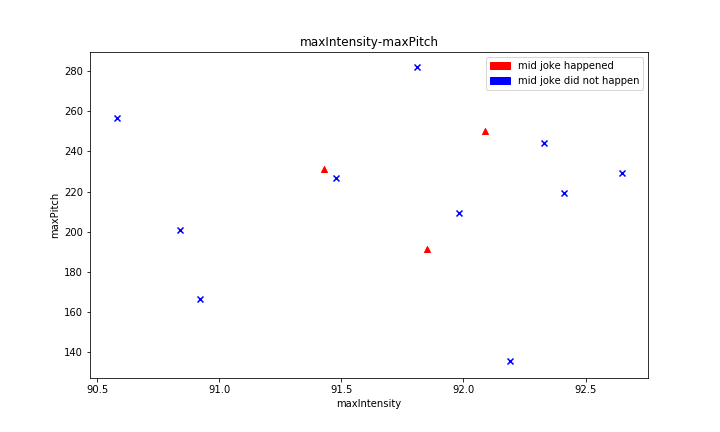 maxIntensity-maxPitch
mid joke happened
mid joke did not happen
280
260
240
220
200
180
160
140
maxPitch
90.5 91.0 91.5 92.0 92.5
maxIntensity